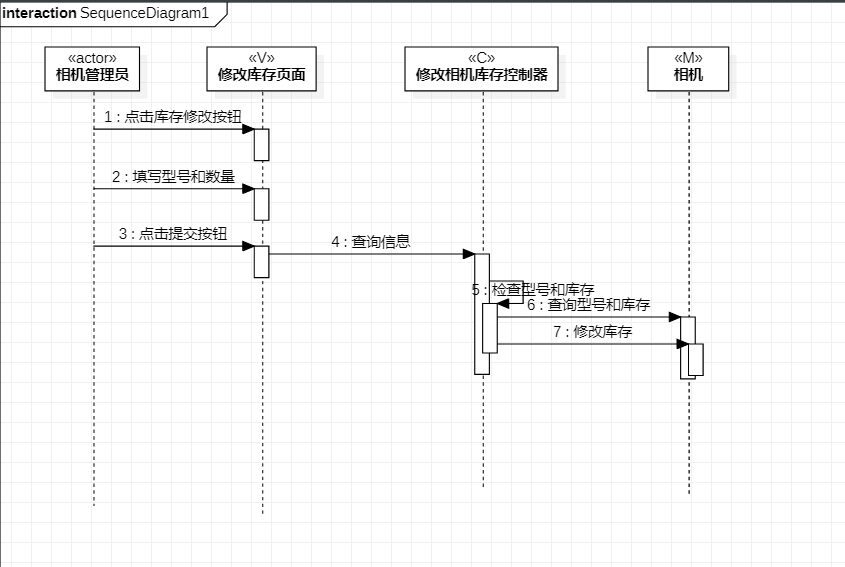 interaction SequenceDiagram1
«actor»
相机管理员
«V»
修改库存页面
«C»
修改相机库存控制器
«M»
相机
1 : 点击库存修改按钮
2 : 填写型号和数量
3 : 点击提交按钮
4 : 查询信息
5 : 检查型号和库存
6 : 查询型号和库存
7 : 修改库存